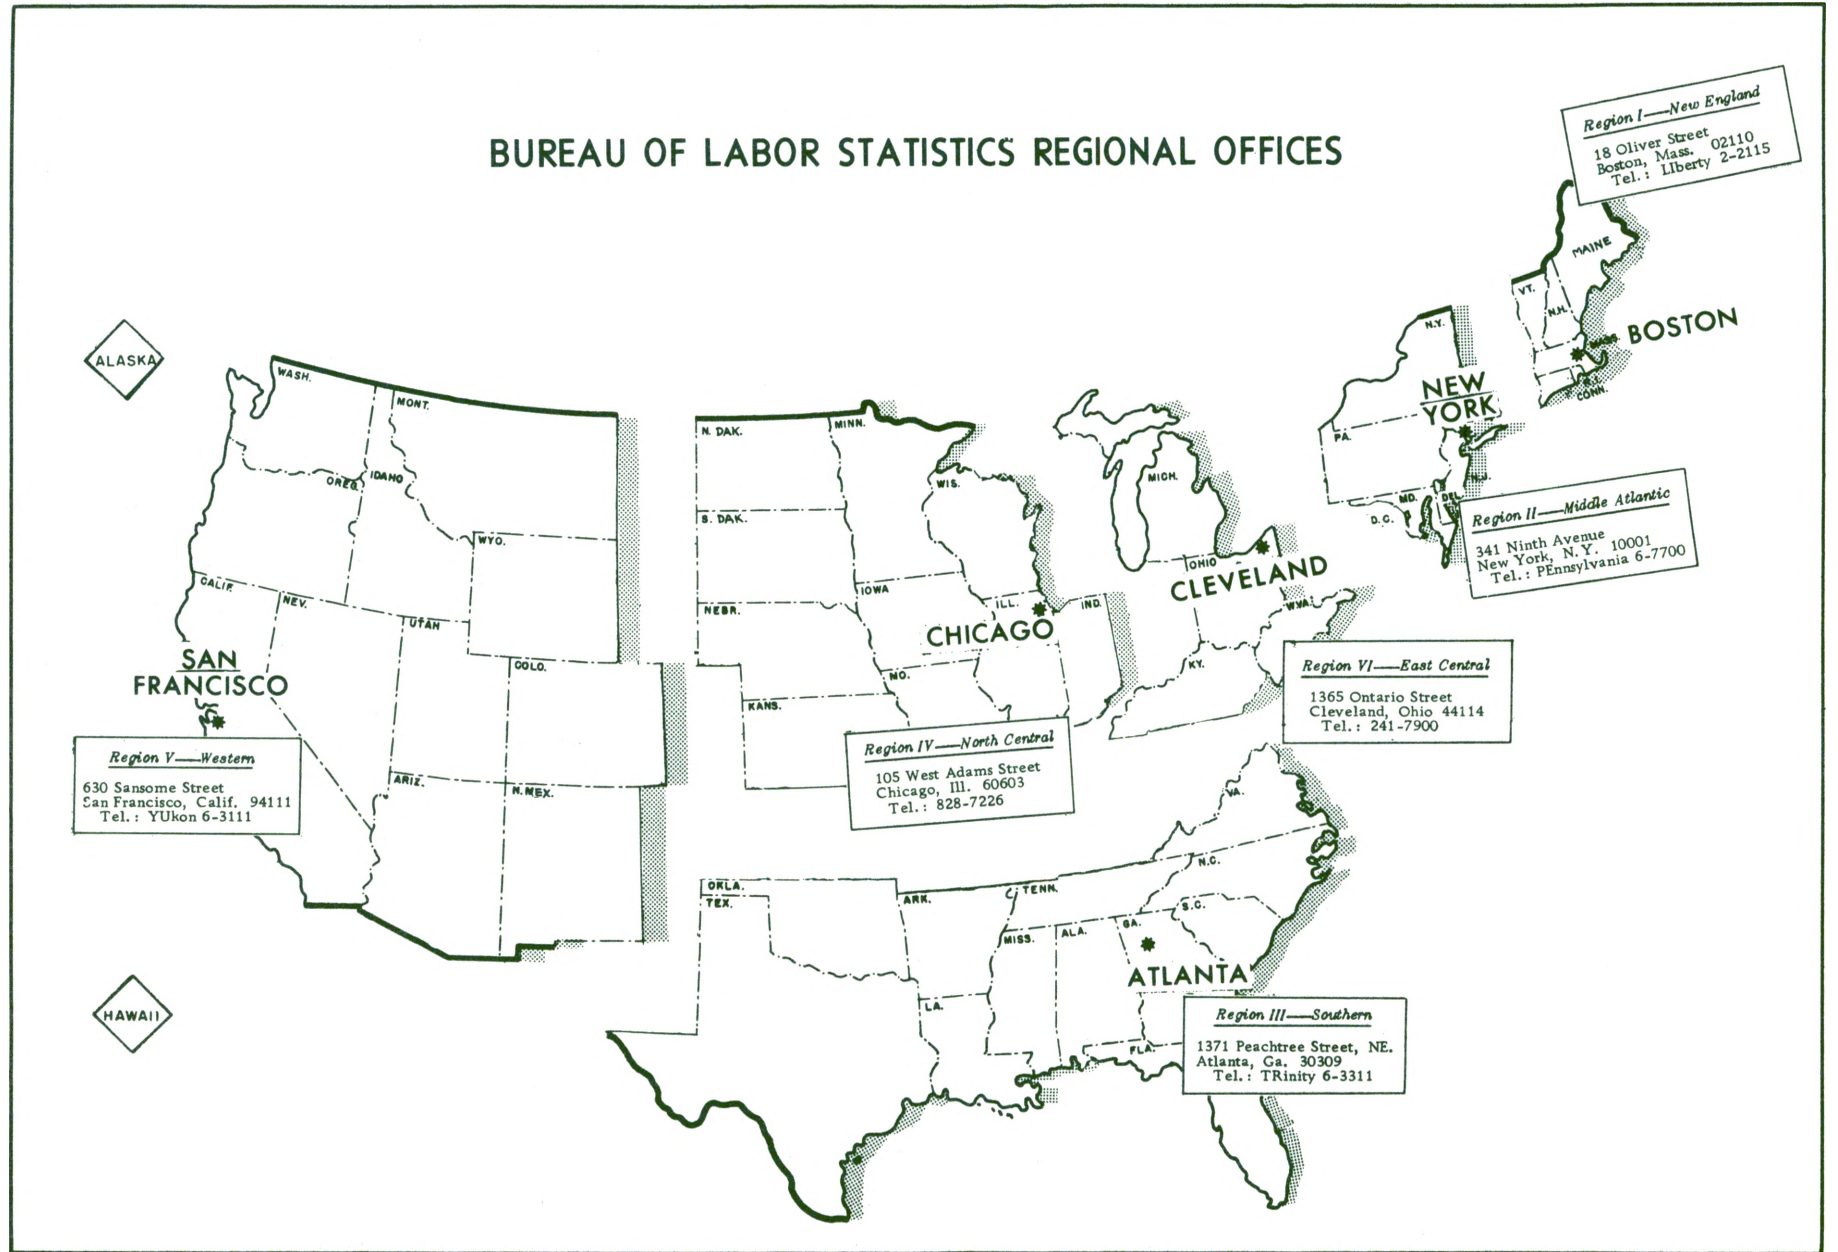 BUREAU OF LABOR STATISTICS REGIONAL OFFICES
Region I—New England
18 Oliver Street
Boston, Mass. 02110
Tel.: LIberty 2-2115
MAINE
VT.
N.H.
MASS.
BOSTON
R.I.
CONN.
N.Y.
NEW
YORK
PA.
N.J.
MD.
DEL.
D.C.
Region II—Middle Atlantic
341 Ninth Avenue
New York, N.Y. 10001
Tel.: PEnnsylvania 6-7700
ALASKA
WASH.
MONT.
OREG.
IDAHO
WYO.
CALIF.
NEV.
UTAH
COLO.
SAN
FRANCISCO
ARIZ.
N.MEX.
Region V—Western
630 Sansome Street
San Francisco, Calif. 94111
Tel.: YUkon 6-3111
HAWAII
N. DAK.
MINN.
S. DAK.
WIS.
IOWA
NEBR.
ILL.
IND.
CHICAGO
MO.
KANS.
Region IV—North Central
105 West Adams Street
Chicago, Ill. 60603
Tel.: 828-7226
MICH.
OHIO
CLEVELAND
W.VA.
KY.
Region VI—East Central
1365 Ontario Street
Cleveland, Ohio 44114
Tel.: 241-7900
VA.
N.C.
OKLA.
TEX.
ARK.
TENN.
S.C.
MISS.
ALA.
GA.
ATLANTA
LA.
FLA.
Region III—Southern
1371 Peachtree Street, NE.
Atlanta, Ga. 30309
Tel.: TRinity 6-3311